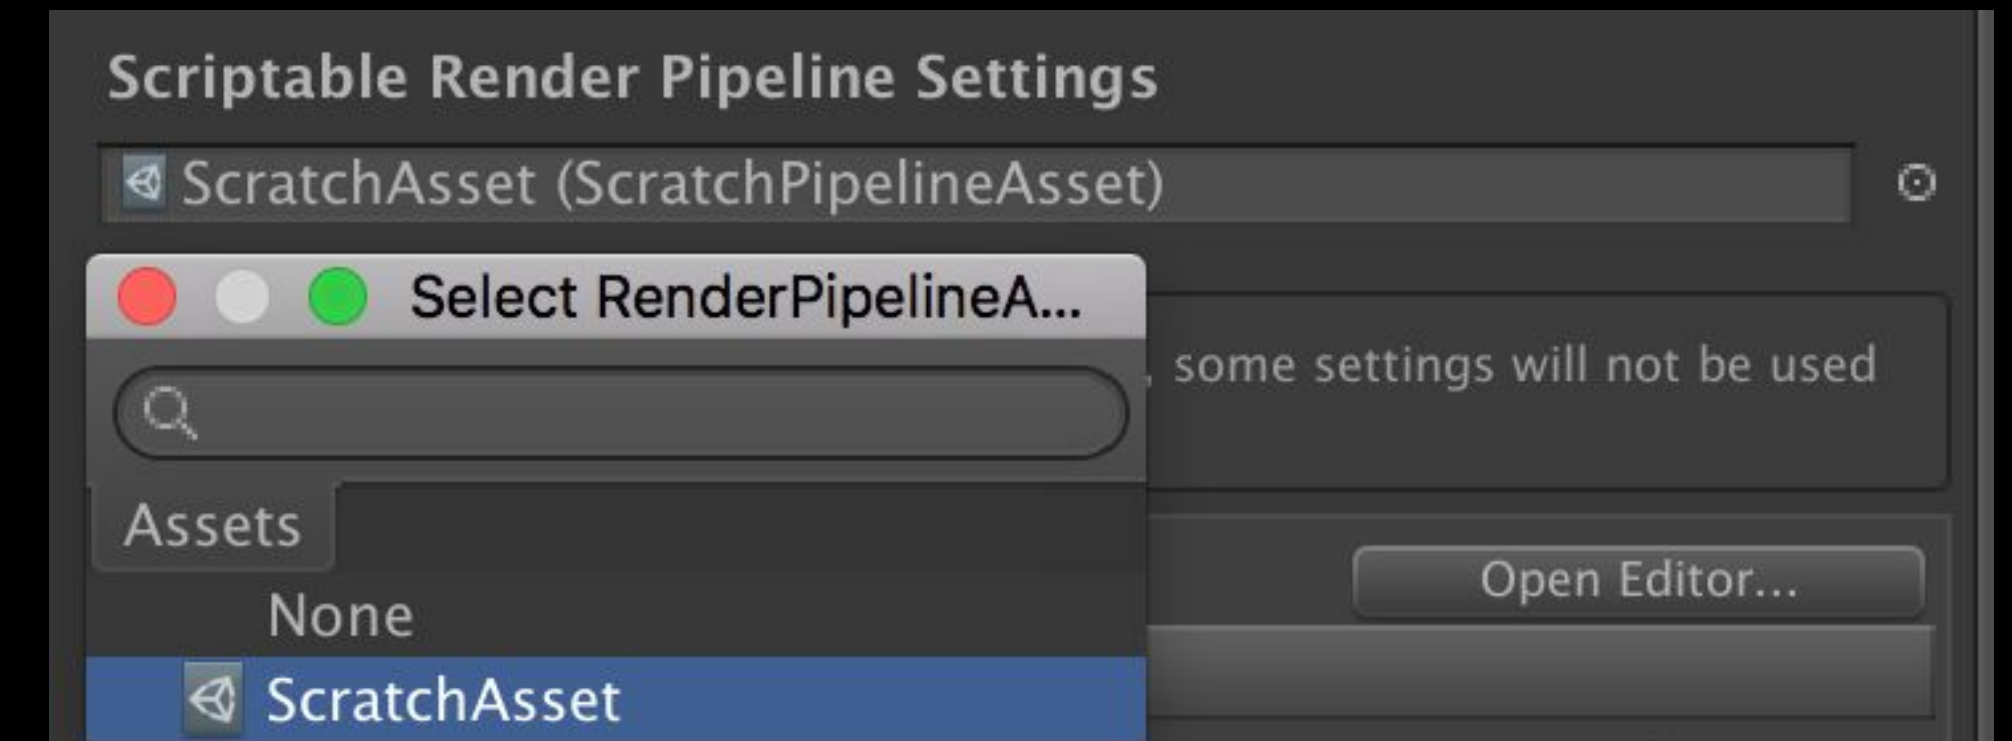 Scriptable Render Pipeline Settings
ScratchAsset (ScratchPipelineAsset)
Select RenderPipelineA...
, some settings will not be used
Assets
Open Editor...
None
ScratchAsset